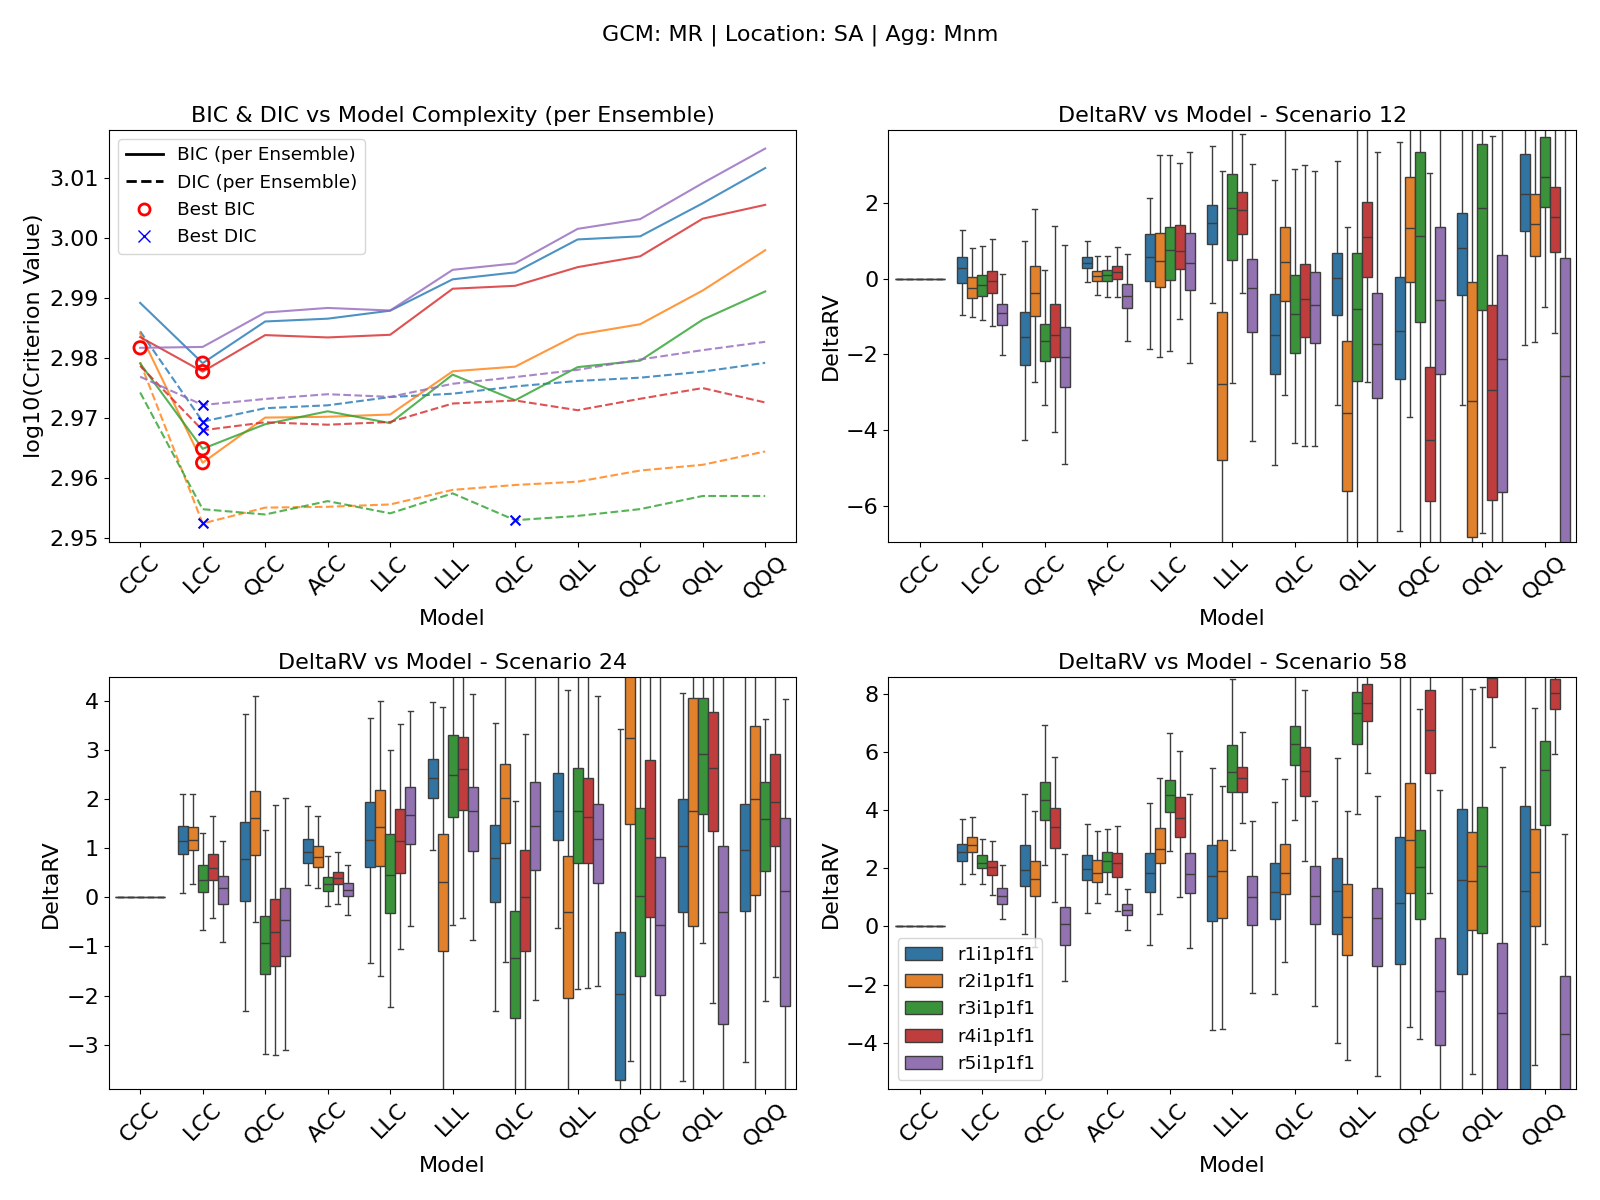 GCM: MR | Location: SA | Agg: Mnm
BIC & DIC vs Model Complexity (per Ensemble)
log10(Criterion Value)
3.01
3.00
2.99
2.98
2.97
2.96
2.95
BIC (per Ensemble)
DIC (per Ensemble)
Best BIC
Best DIC
CCC LCC QCC ACC LLC LLL QLC QLL QQC QQL QQQ
Model
DeltaRV vs Model - Scenario 12
DeltaRV
2
0
−2
−4
−6
CCC LCC QCC ACC LLC LLL QLC QLL QQC QQL QQQ
Model
DeltaRV vs Model - Scenario 24
DeltaRV
4
3
2
1
0
−1
−2
−3
CCC LCC QCC ACC LLC LLL QLC QLL QQC QQL QQQ
Model
DeltaRV vs Model - Scenario 58
DeltaRV
8
6
4
2
0
−2
−4
r1i1p1f1
r2i1p1f1
r3i1p1f1
r4i1p1f1
r5i1p1f1
CCC LCC QCC ACC LLC LLL QLC QLL QQC QQL QQQ
Model